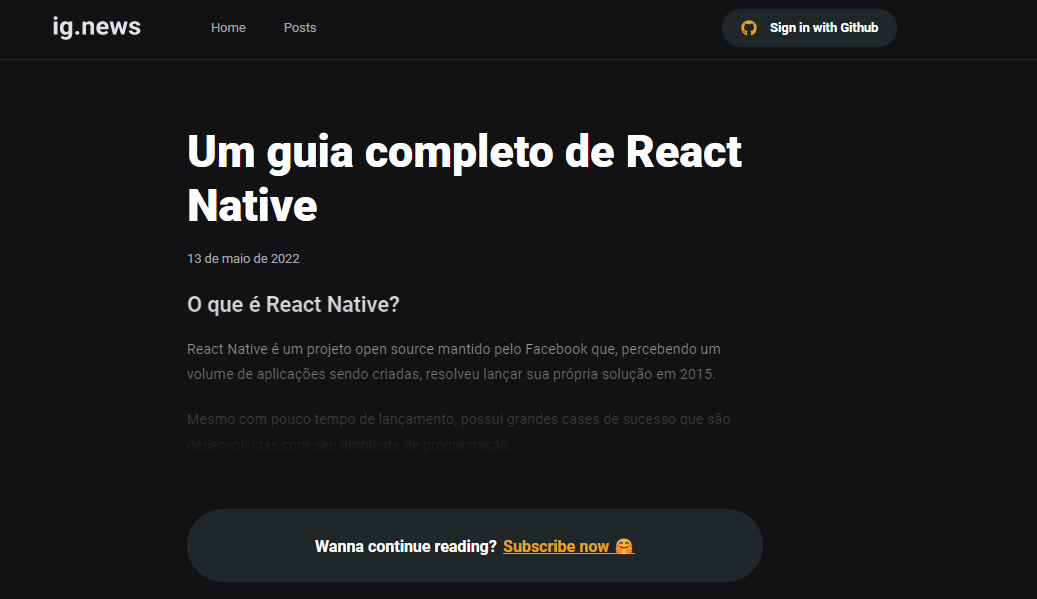 ig.news
Home
Posts
Sign in with Github
Um guia completo de React
Native
13 de maio de 2022
O que é React Native?
React Native é um projeto open source mantido pelo Facebook que, percebendo um
volume de aplicações sendo criadas, resolveu lançar sua própria solução em 2015.
Mesmo com pouco tempo de lançamento, possui grandes cases de sucesso que são
desenvolvidas com seu ambiente de programação.
Wanna continue reading? Subscribe now 🤗